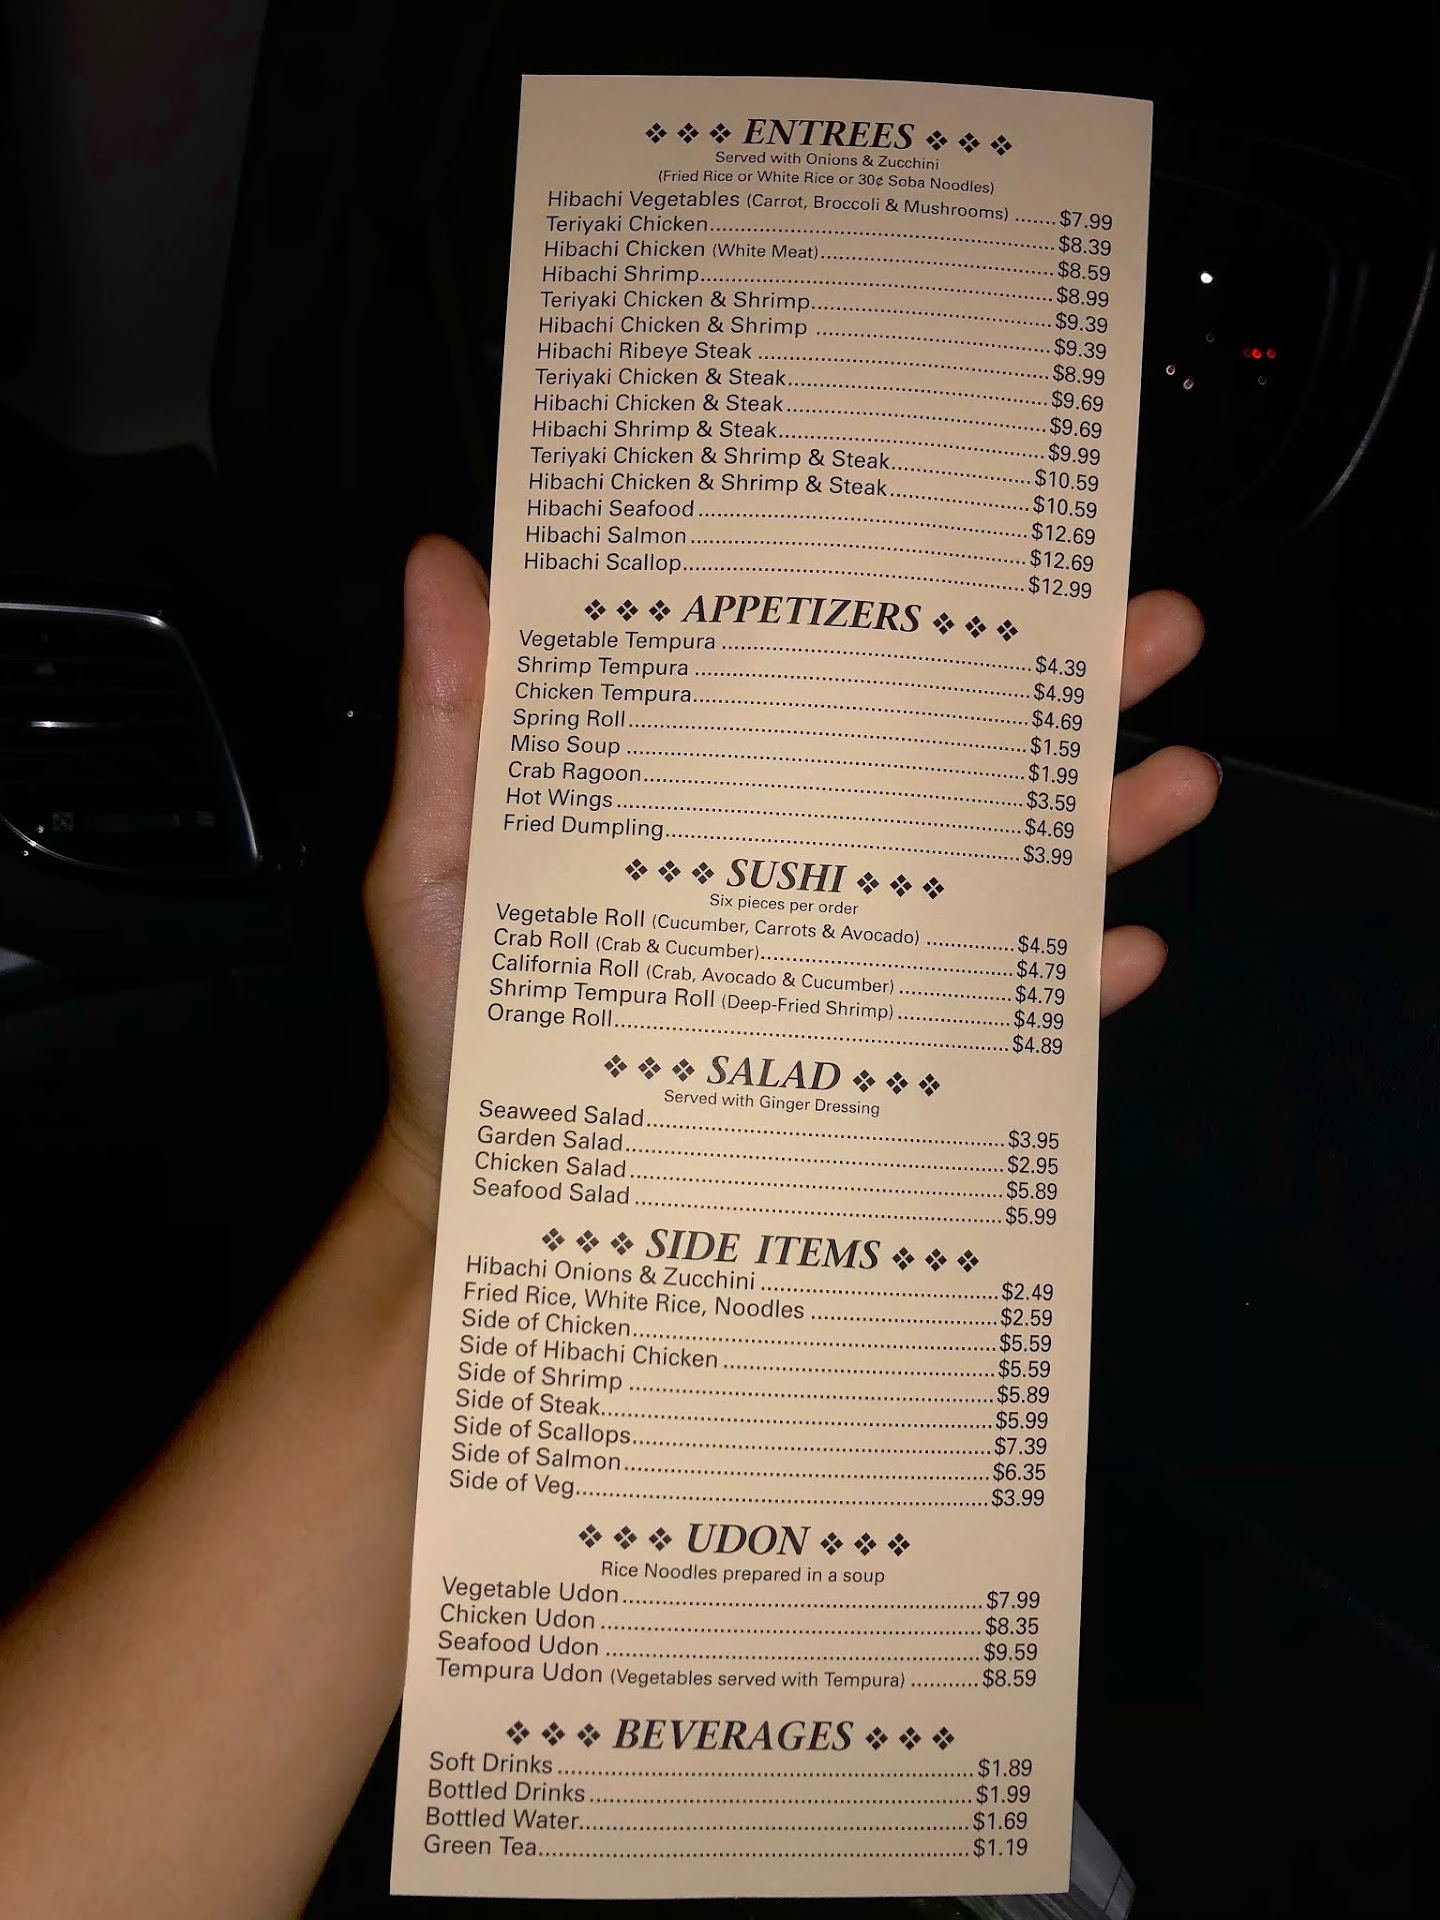 ❖ ❖ ❖ ENTREES ❖ ❖ ❖
Served with Onions & Zucchini
(Fried Rice or White Rice or 30¢ Soba Noodles)
Hibachi Vegetables (Carrot, Broccoli & Mushrooms) .......$7.99
Teriyaki Chicken.......$8.39
Hibachi Chicken (White Meat).......$8.59
Hibachi Shrimp.......$8.99
Teriyaki Chicken & Shrimp.......$9.39
Hibachi Chicken & Shrimp .......$9.39
Hibachi Ribeye Steak .......$8.99
Teriyaki Chicken & Steak.......$9.69
Hibachi Chicken & Steak.......$9.69
Hibachi Shrimp & Steak.......$9.99
Teriyaki Chicken & Shrimp & Steak.......$10.59
Hibachi Chicken & Shrimp & Steak.......$10.59
Hibachi Seafood .......$12.69
Hibachi Salmon .......$12.69
Hibachi Scallop.......$12.99
❖ ❖ ❖ APPETIZERS ❖ ❖ ❖
Vegetable Tempura .......$4.39
Shrimp Tempura .......$4.99
Chicken Tempura.......$4.69
Spring Roll.......$1.59
Miso Soup .......$1.99
Crab Ragoon.......$3.59
Hot Wings.......$4.69
Fried Dumpling.......$3.99
❖ ❖ ❖ SUSHI ❖ ❖ ❖
Six pieces per order
Vegetable Roll (Cucumber, Carrots & Avocado) .......$4.59
Crab Roll (Crab & Cucumber).......$4.79
California Roll (Crab, Avocado & Cucumber) .......$4.79
Shrimp Tempura Roll (Deep-Fried Shrimp).......$4.99
Orange Roll.......$4.89
❖ ❖ ❖ SALAD ❖ ❖ ❖
Served with Ginger Dressing
Seaweed Salad.......$3.95
Garden Salad.......$2.95
Chicken Salad.......$5.89
Seafood Salad .......$5.99
❖ ❖ ❖ SIDE ITEMS ❖ ❖ ❖
Hibachi Onions & Zucchini .......$2.49
Fried Rice, White Rice, Noodles .......$2.59
Side of Chicken.......$5.59
Side of Hibachi Chicken .......$5.59
Side of Shrimp .......$5.89
Side of Steak.......$5.99
Side of Scallops.......$7.39
Side of Salmon.......$6.35
Side of Veg.......$3.99
❖ ❖ ❖ UDON ❖ ❖ ❖
Rice Noodles prepared in a soup
Vegetable Udon.......$7.99
Chicken Udon .......$8.35
Seafood Udon .......$9.59
Tempura Udon (Vegetables served with Tempura) .......$8.59
❖ ❖ ❖ BEVERAGES ❖ ❖ ❖
Soft Drinks.......$1.89
Bottled Drinks.......$1.99
Bottled Water.......$1.69
Green Tea.......$1.19